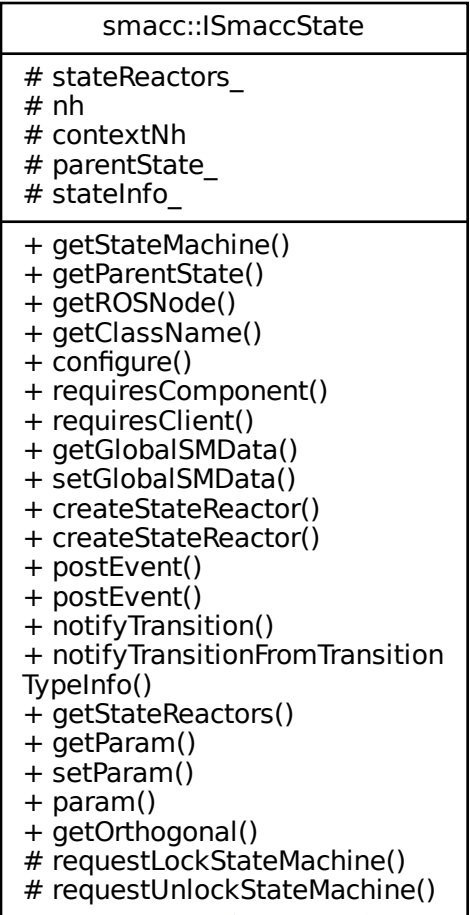 smacc::ISmaccState
# stateReactors_
# nh
# contextNh
# parentState_
# stateInfo_
+ getStateMachine()
+ getParentState()
+ getROSNode()
+ getClassName()
+ configure()
+ requiresComponent()
+ requiresClient()
+ getGlobalSMData()
+ setGlobalSMData()
+ createStateReactor()
+ createStateReactor()
+ postEvent()
+ postEvent()
+ notifyTransition()
+ notifyTransitionFromTransition
TypeInfo()
+ getStateReactors()
+ getParam()
+ setParam()
+ param()
+ getOrthogonal()
# requestLockStateMachine()
# requestUnlockStateMachine()